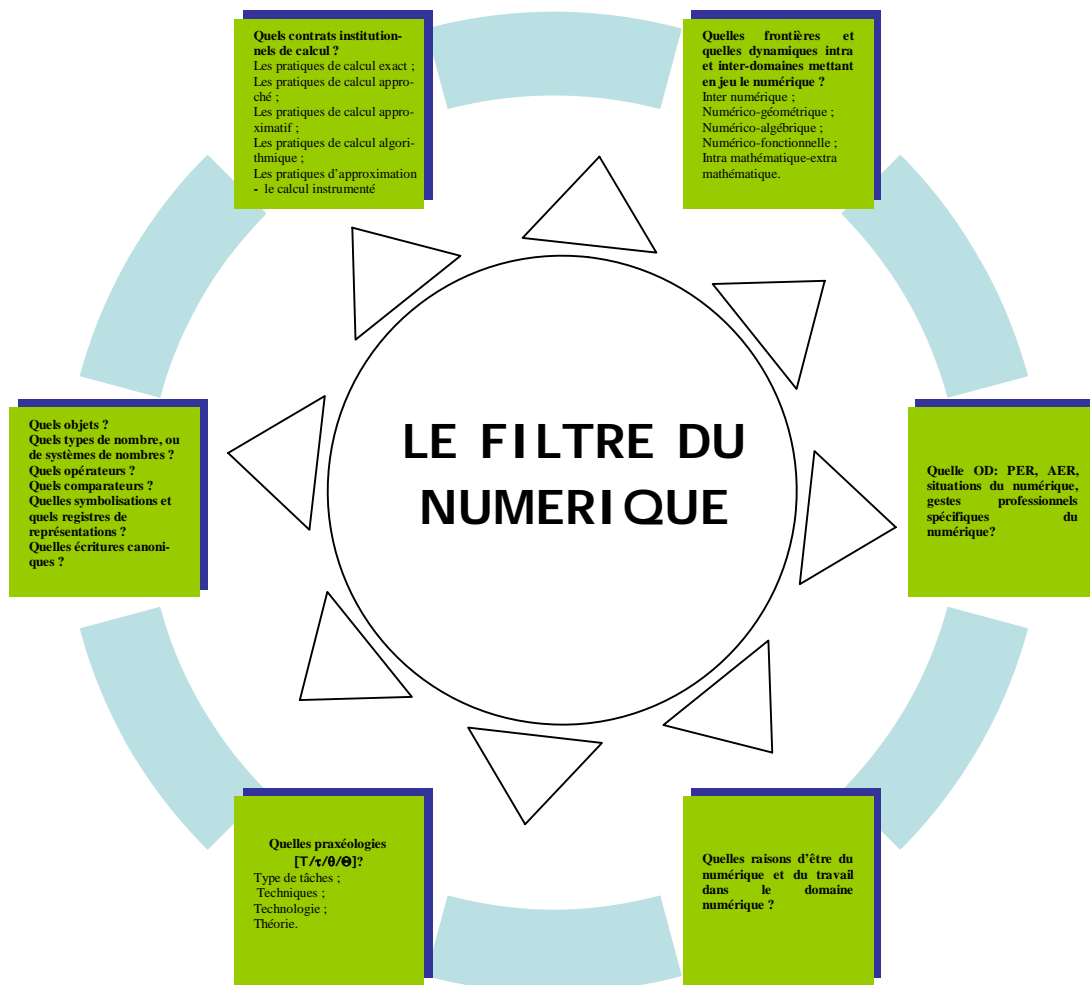 Quels contrats institution-
nels de calcul ?
Les pratiques de calcul exact ;
Les pratiques de calcul appro-
ché ;
Les pratiques de calcul appro-
ximatif ;
Les pratiques de calcul algori-
thmique ;
Les pratiques d'approximation
- le calcul instrumenté
Quelles frontières et
quelles dynamiques intra
et inter-domaines mettant
en jeu le numérique ?
Inter numérique ;
Numérico-géométrique ;
Numérico-algébrique ;
Numérico-fonctionnelle ;
Intra mathématique-extra
mathématique.
Quels objets ?
Quels types de nombre, ou
de systèmes de nombres ?
Quels opérateurs ?
Quels comparateurs ?
Quelles symbolisations et
quels registres de
représentations ?
Quelles écritures canoni-
ques ?
LE FILTRE DU
NUMERIQUE
Quelle OD: PER, AER,
situations du numérique,
gestes professionnels
spécifiques du
numérique?
Quelles praxéologies
[T/τ/θ/Θ]?
Type de tâches ;
Techniques ;
Technologie ;
Théorie.
Quelles raisons d'être du
numérique et du travail
dans le domaine
numérique ?